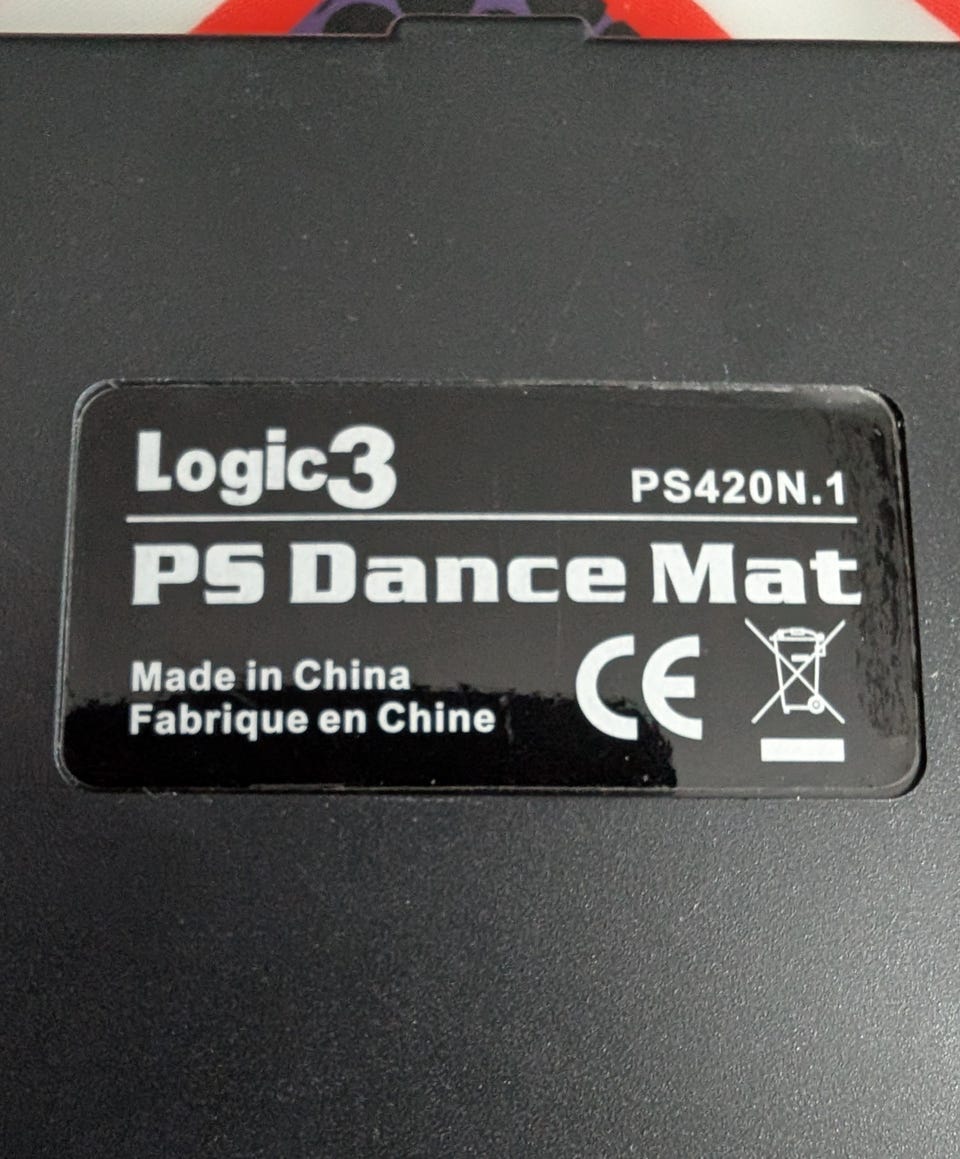 Logic3
PS420N.1
PS Dance Mat
Made in China
Fabrique en Chine
CE